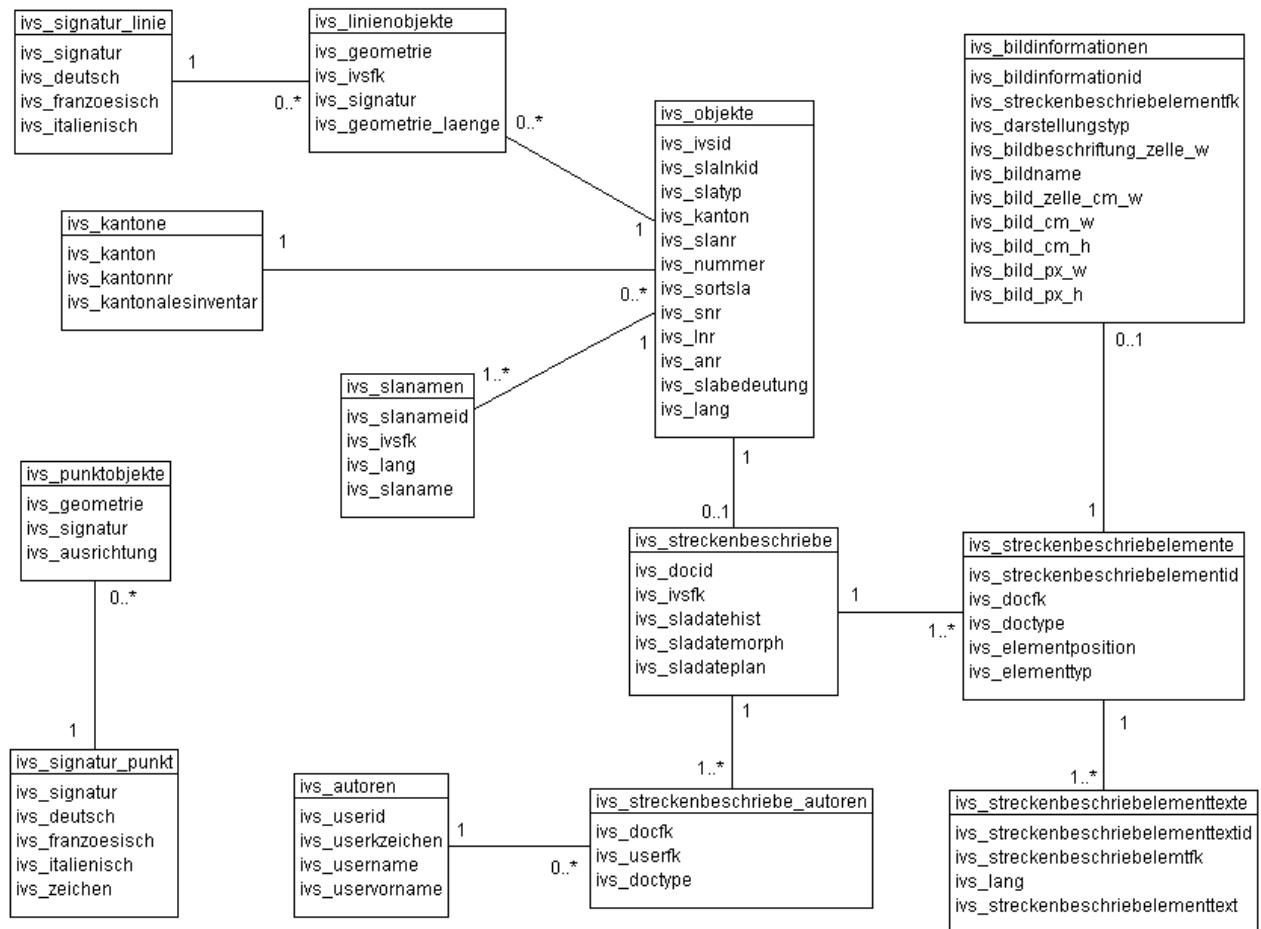 ivs_signatur_linie
ivs_signatur
ivs_deutsch
ivs_franzoesisch
ivs_italienisch
1
0..*
ivs_linienobjekte
ivs_geometrie
ivs_ivsfk
ivs_signatur
ivs_geometrie_laenge
0..*
1
ivs_objekte
ivs_ivsid
ivs_slalnkid
ivs_slatyp
ivs_kanton
ivs_slanr
ivs_nummer
ivs_sortsla
ivs_snr
ivs_lnr
ivs_anr
ivs_slabedeutung
ivs_lang
ivs_bildinformationen
ivs_bildinformationid
ivs_streckenbeschriebelementfk
ivs_darstellungstyp
ivs_bildbeschriftung_zelle_w
ivs_bildname
ivs_bild_zelle_cm_w
ivs_bild_cm_w
ivs_bild_cm_h
ivs_bild_px_w
ivs_bild_px_h
0..1
1
ivs_kantone
ivs_kanton
ivs_kantonnr
ivs_kantonalesinventar
1
0..*
ivs_slanamen
ivs_slanameid
ivs_ivsfk
ivs_lang
ivs_slaname
1..*
1
1
0..1
ivs_punktobjekte
ivs_geometrie
ivs_signatur
ivs_ausrichtung
0..*
1
ivs_signatur_punkt
ivs_signatur
ivs_deutsch
ivs_franzoesisch
ivs_italienisch
ivs_zeichen
ivs_streckenbeschriebe
ivs_docid
ivs_ivsfk
ivs_sladatehist
ivs_sladatemorph
ivs_sladateplan
1
1..*
ivs_streckenbeschriebelemente
ivs_streckenbeschriebelementid
ivs_docfk
ivs_doctype
ivs_elementposition
ivs_elementtyp
1
1..*
1
1..*
ivs_autoren
ivs_userid
ivs_userkzeichen
ivs_username
ivs_uservorname
1
0..*
ivs_streckenbeschriebe_autoren
ivs_docfk
ivs_userfk
ivs_doctype
ivs_streckenbeschriebelementtexte
ivs_streckenbeschriebelementtextid
ivs_streckenbeschriebelemtfk
ivs_lang
ivs_streckenbeschriebelementtext